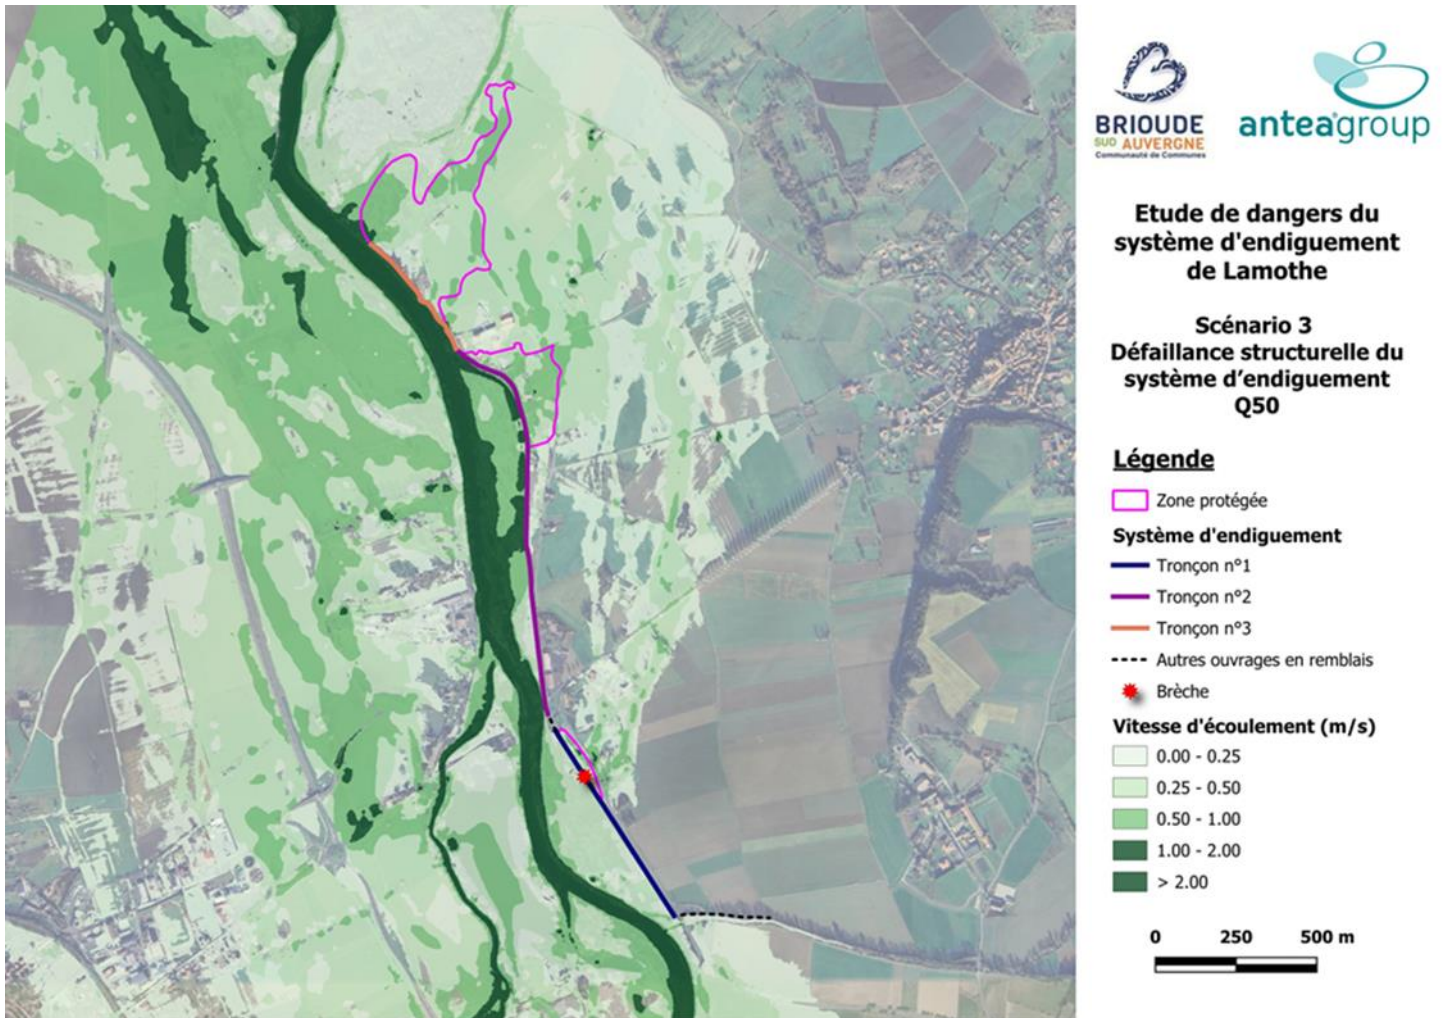 BRIOUDE
SUD AUVERGNE
Communauté de Communes
anteagroup
Etude de dangers du
système d'endiguement
de Lamothe
Scénario 3
Défaillance structurelle du
système d’endiguement
Q50
Légende
Zone protégée
Système d'endiguement
Tronçon n°1
Tronçon n°2
Tronçon n°3
Autres ouvrages en remblais
Brèche
Vitesse d'écoulement (m/s)
0.00 - 0.25
0.25 - 0.50
0.50 - 1.00
1.00 - 2.00
> 2.00
0 250 500 m